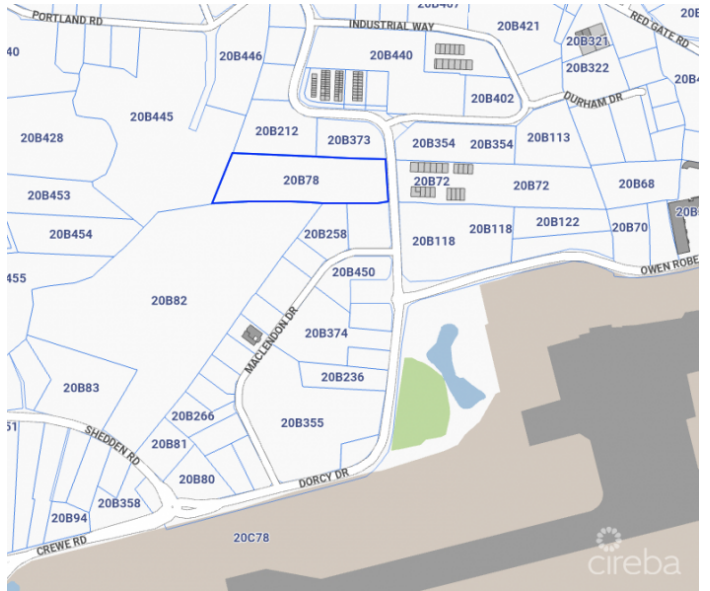 PORTLAND RD
INDUSTRIAL WAY
20B421
RED GATE RD
20B446
20B440
20B321
20B322
20B402
DURHAM DR
20B445
20B428
20B212
20B373
20B354
20B354
20B113
20B78
20B72
20B72
20B68
20B453
20B454
20B258
20B118
20B118
20B122
20B70
20B450
OWEN ROBE
20B82
MACLENDON DR
20B374
20B236
20B83
20B266
20B355
SHEDDEN RD
20B81
20B80
DORCY DR
20B358
20B94
CREWE RD
20C78
cireba